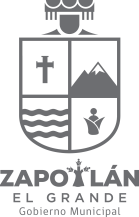 ZAPOTLÁN
EL GRANDE
Gobierno Municipal